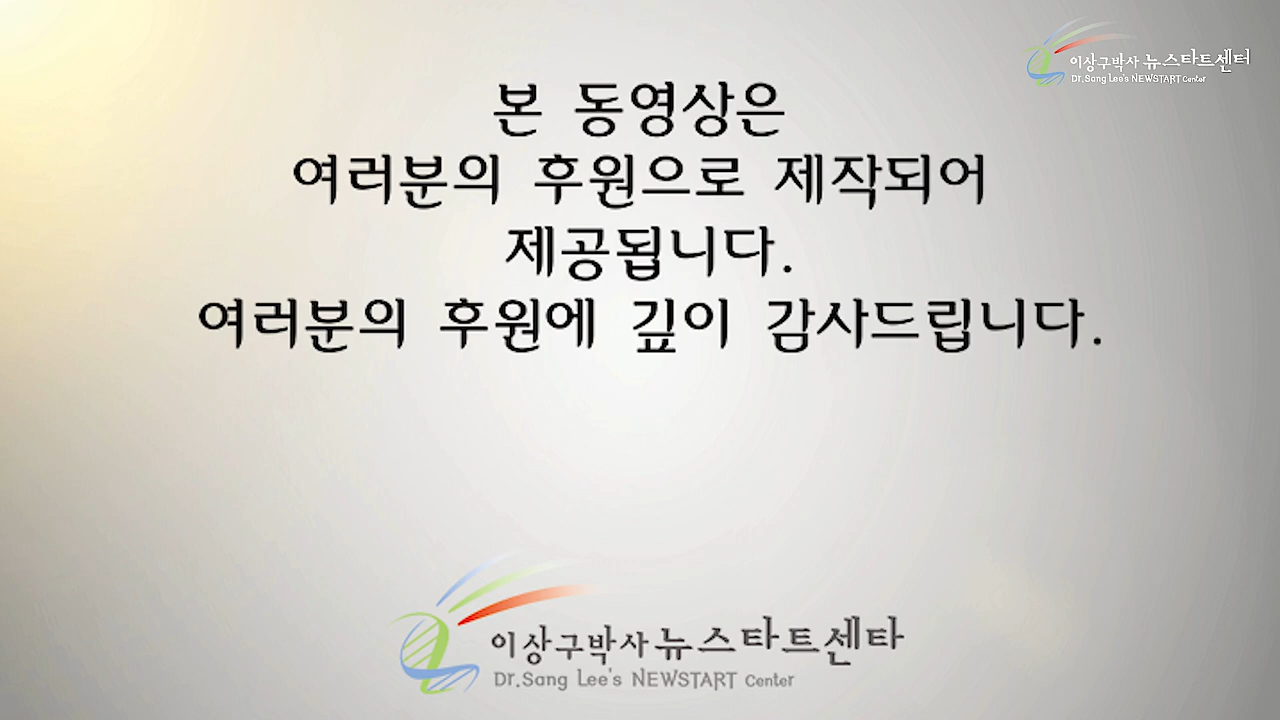 이상구박사 뉴스타트센터
Dr.Sang Lee's NEWSTART Center
본 동영상은
여러분의 후원으로 제작되어
제공됩니다.
여러분의 후원에 깊이 감사드립니다.
이상구박사 뉴스타트센타
Dr.Sang Lee's NEWSTART Center